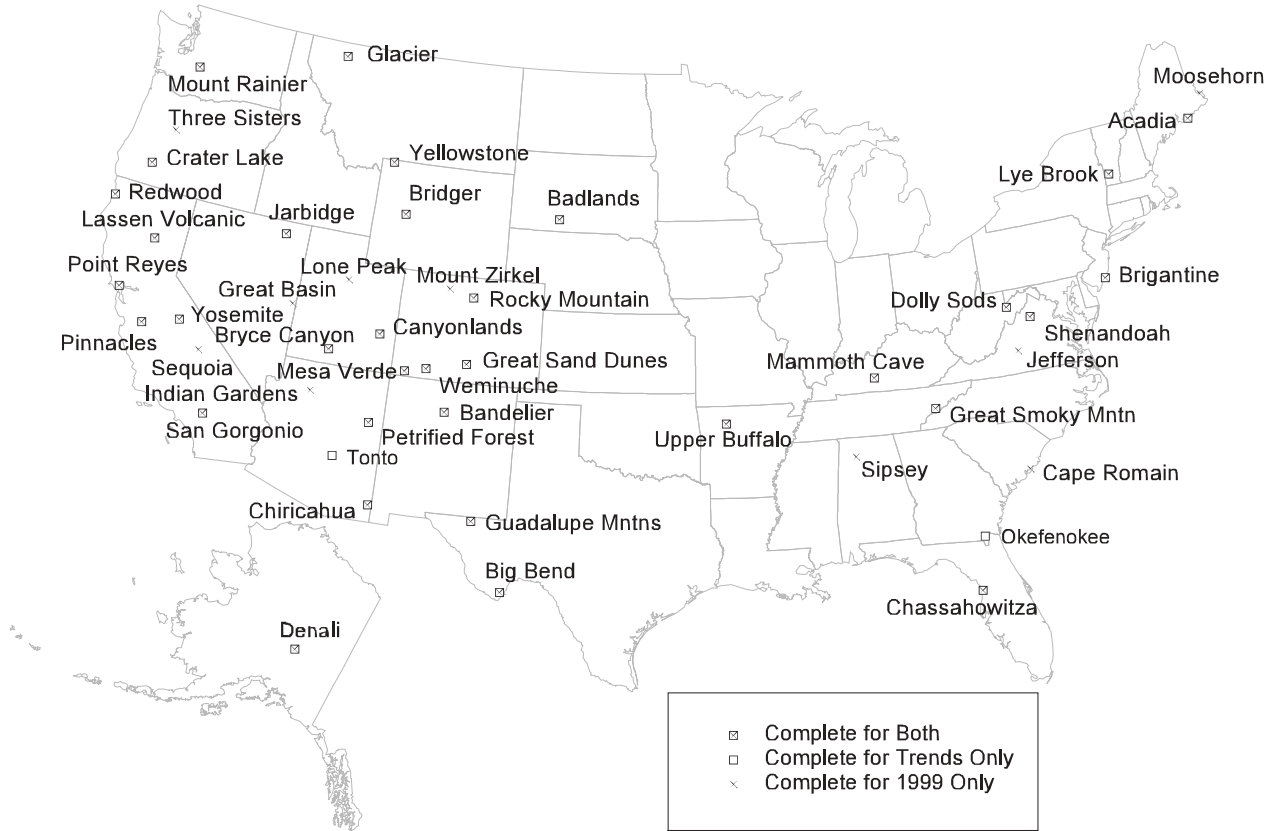 Glacier
Moosehorn
Mount Rainier
Three Sisters
Acadia
Crater Lake
Yellowstone
Lye Brook
Redwood
Bridger
Badlands
Jarbidge
Lassen Volcanic
Point Reyes
Lone Peak
Mount Zirkel
Brigantine
Great Basin
Rocky Mountain
Dolly Sods
Yosemite
Canyonlands
Shenandoah
Pinnacles
Bryce Canyon
Great Sand Dunes
Mammoth Cave
Jefferson
Sequoia
Mesa Verde
Weminuche
Indian Gardens
Bandelier
Great Smoky Mntn
San Gorgonio
Petrified Forest
Upper Buffalo
Tonto
Sipsey
Cape Romain
Chiricahua
Guadalupe Mntns
Okefenokee
Big Bend
Chassahowitza
Denali
Complete for Both
Complete for Trends Only
Complete for 1999 Only